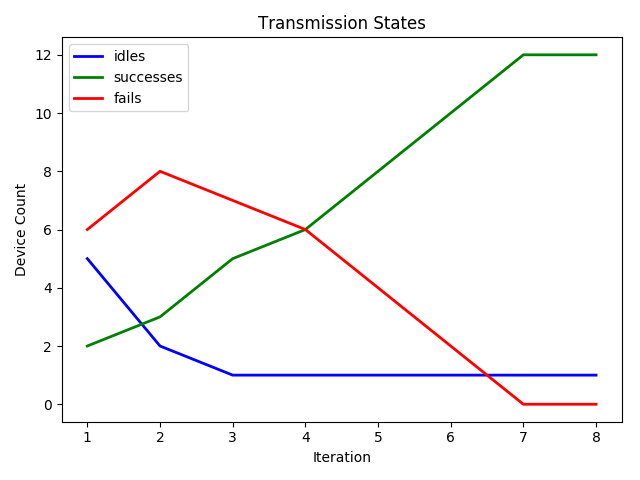 Transmission States
idles
successes
fails
Device Count
12
10
8
6
4
2
0
1 2 3 4 5 6 7 8
Iteration